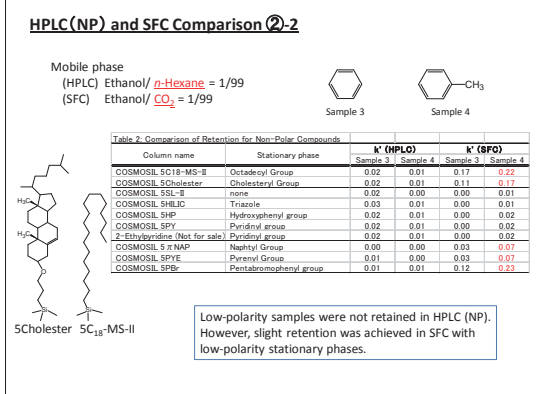 HPLC(NP) and SFC Comparison ②-2
Mobile phase
(HPLC) Ethanol/ n-Hexane = 1/99
(SFC) Ethanol/ CO2 = 1/99
CH3
Sample 3 Sample 4
Table 2: Comparison of Retention for Non-Polar Compounds
Column name Stationary phase k' (HPLC) k' (SFC)
Sample 3 Sample 4 Sample 3 Sample 4
COSMOSIL 5C18-MS-II Octadecyl Group 0.02 0.01 0.17 0.22
COSMOSIL 5Cholester Cholesteryl Group 0.02 0.01 0.11 0.17
COSMOSIL 5SL-II none 0.02 0.00 0.00 0.01
COSMOSIL 5HILIC Triazole 0.03 0.01 0.00 0.01
COSMOSIL 5HP Hydroxyphenyl group 0.02 0.01 0.00 0.02
COSMOSIL 5PY Pyridinyl group 0.02 0.01 0.00 0.02
2-Ethylpyridine (Not for sale) Pyridinyl group 0.02 0.01 0.00 0.02
COSMOSIL 5πNAP Naphtyl Group 0.00 0.00 0.03 0.07
COSMOSIL 5PYE Pyrenyl Group 0.01 0.00 0.03 0.07
COSMOSIL 5PBr Pentabromophenyl group 0.01 0.01 0.12 0.23
H3C
H3C
O
Si Si
5Cholester 5C18-MS-II
Low-polarity samples were not retained in HPLC (NP).
However, slight retention was achieved in SFC with
low-polarity stationary phases.